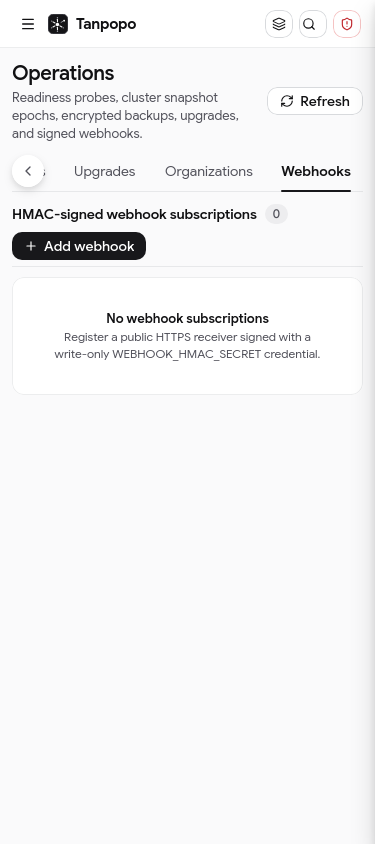 Tanpopo
Operations
Readiness probes, cluster snapshot
epochs, encrypted backups, upgrades,
and signed webhooks.
Refresh
Upgrades
Organizations
Webhooks
HMAC-signed webhook subscriptions 0
Add webhook
No webhook subscriptions
Register a public HTTPS receiver signed with a
write-only WEBHOOK_HMAC_SECRET credential.